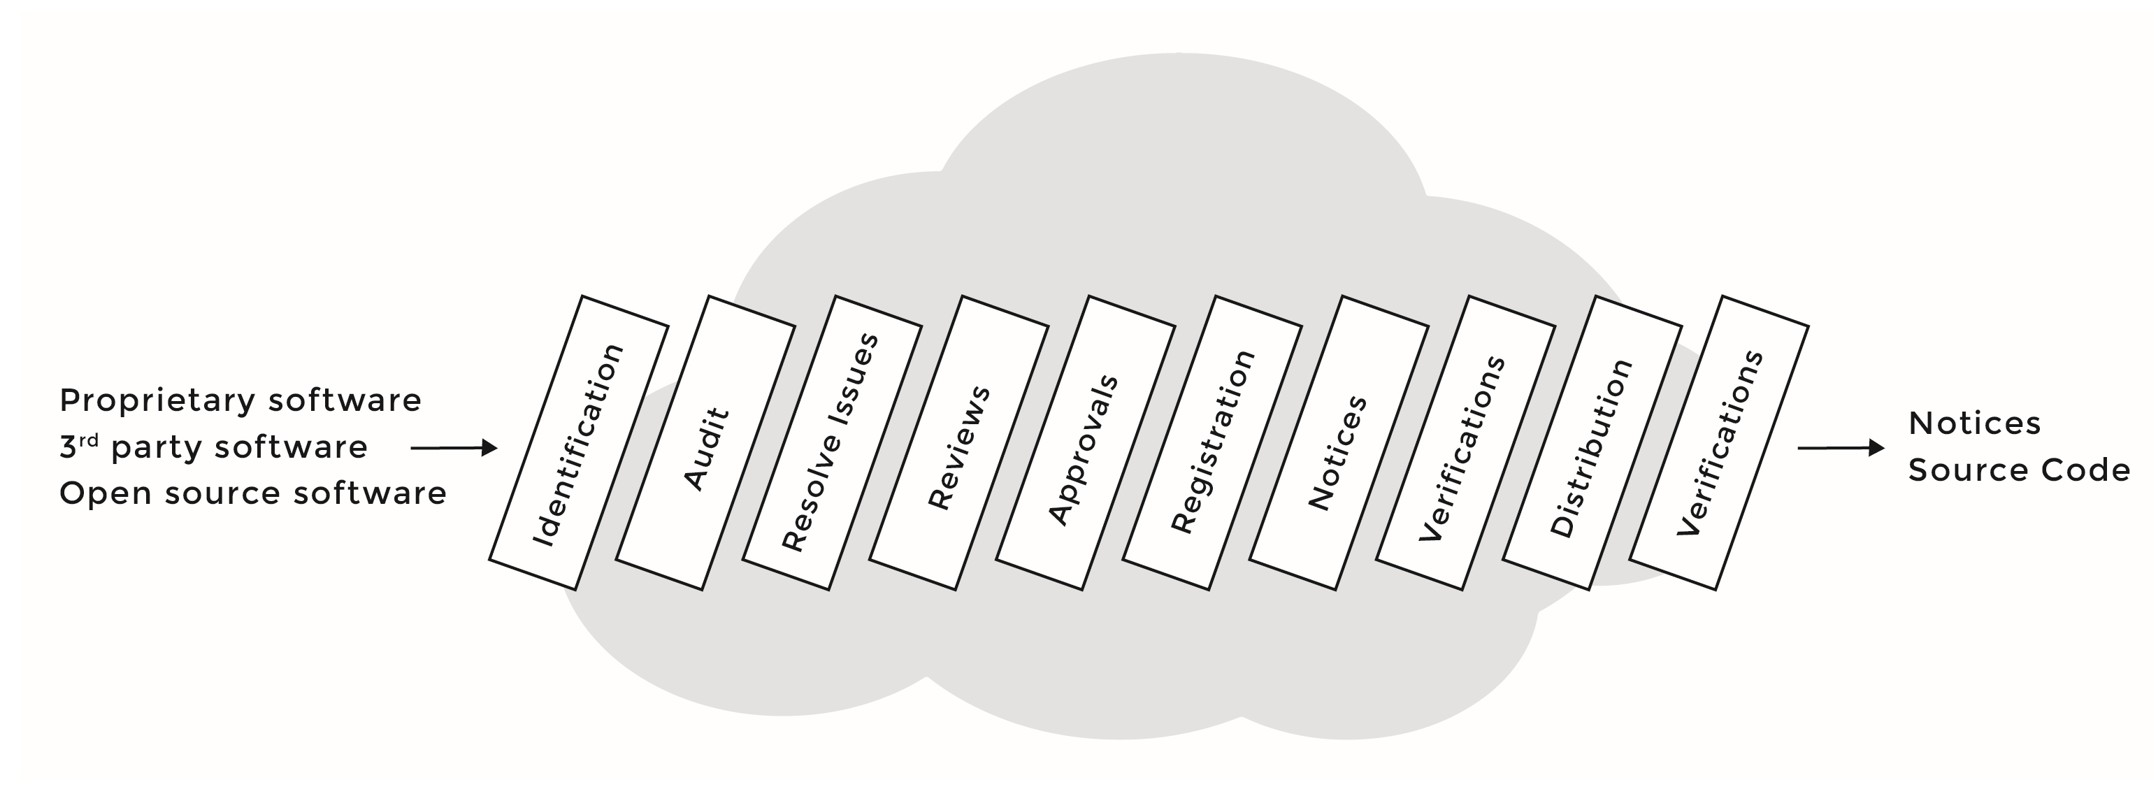 Proprietary software
3rd party software
Open source software
Identification
Audit
Resolve Issues
Reviews
Approvals
Registration
Notices
Verifications
Distribution
Verifications
Notices
Source Code